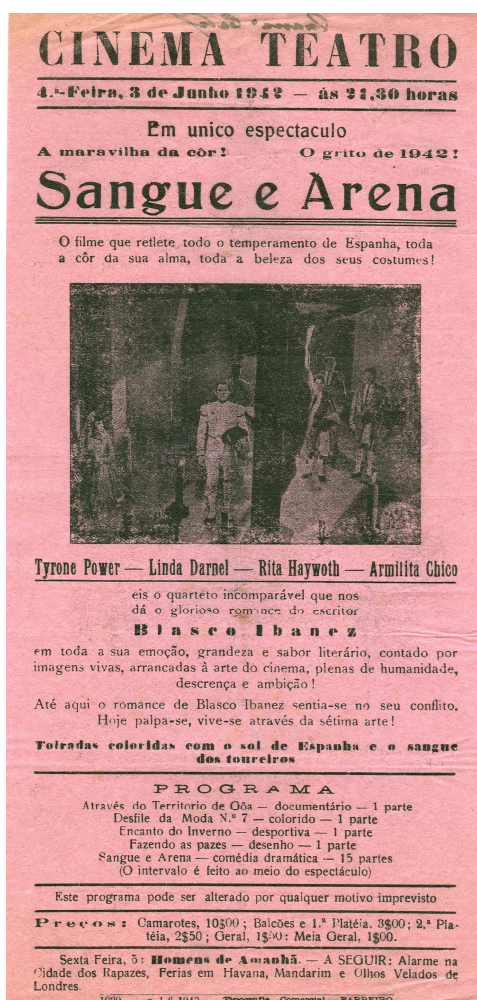 CINEMA TEATRO
4.ª-Feira, 3 de Junho 1942 — ás 21,30 horas
Em unico espectaculo
A maravilha da côr! O grito de 1942!
Sangue e Arena
O filme que reflete todo o temperamento de Espanha, toda
a côr da sua alma, toda a beleza dos seus costumes!
Tyrone Power — Linda Darnel — Rita Haywoth — Armilita Chico
eis o quarteto incomparável que nos
dá o glorioso romance do escritor
Blasco Ibanez
em toda a sua emoção, grandeza e sabor literário, contado por
imagens vivas, arrancadas à arte do cinema, plenas de humanidade,
descrença e ambição!
Até aqui o romance de Blasco Ibanez sentia-se no seu conflito.
Hoje palpa-se, vive-se através da sétima arte!
Toiradas coloridas com o sol de Espanha e o sangue
dos toureiros
PROGRAMA
Através do Territorio de Gôa — documentário — 1 parte
Desfile da Moda N.º 7 — colorido — 1 parte
Encanto do Inverno — desportiva — 1 parte
Fazendo as pazes — desenho — 1 parte
Sangue e Arena — comédia dramática — 15 partes
(O intervalo é feito ao meio do espectáculo)
Este programa pode ser alterado por qualquer motivo imprevisto
Preços: Camarotes, 10$00; Balcões e 1.ª Platéia, 3$00; 2.ª Pla-
téia, 2$50; Geral, 1$50: Meia Geral, 1$00.
Sexta Feira, 5: Homens de Amanhã. — A SEGUIR: Alarme na
Cidade dos Rapazes, Ferias em Havana, Mandarim e Olhos Velados de
Londres.
1-6-942 Tipografia Comercial — BARREIRO